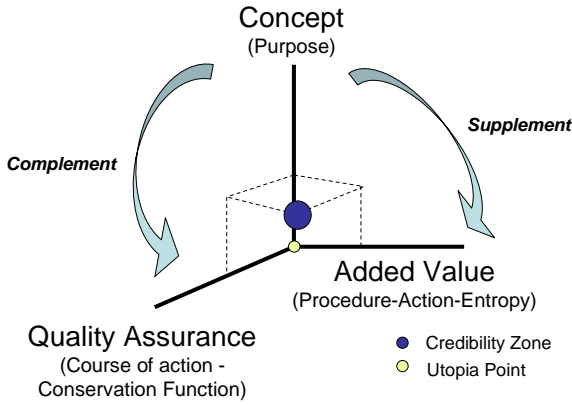 Concept
(Purpose)
Complement
Supplement
Added Value
(Procedure-Action-Entropy)
Quality Assurance
(Course of action -
Conservation Function)
Credibility Zone
Utopia Point